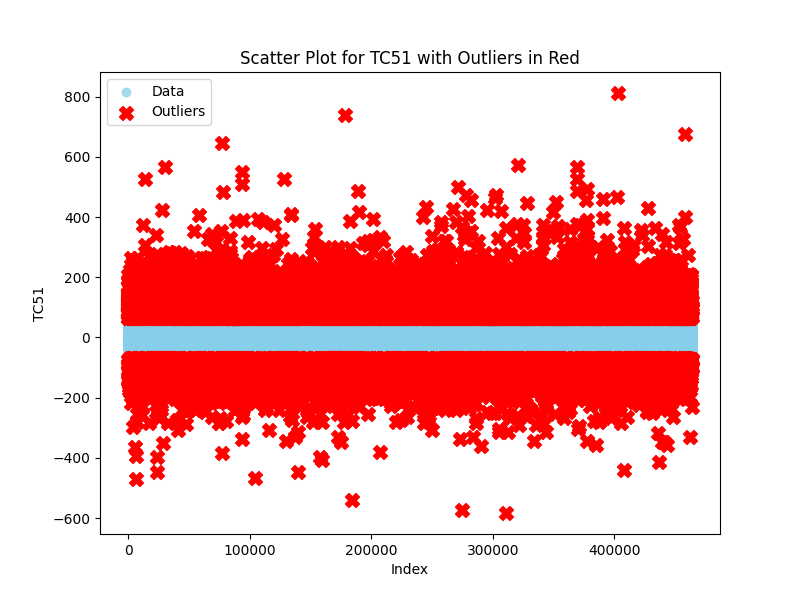 Scatter Plot for TC51 with Outliers in Red
Data
Outliers
800
600
400
200
0
−200
−400
−600
TC51
0
100000
200000
300000
400000
Index